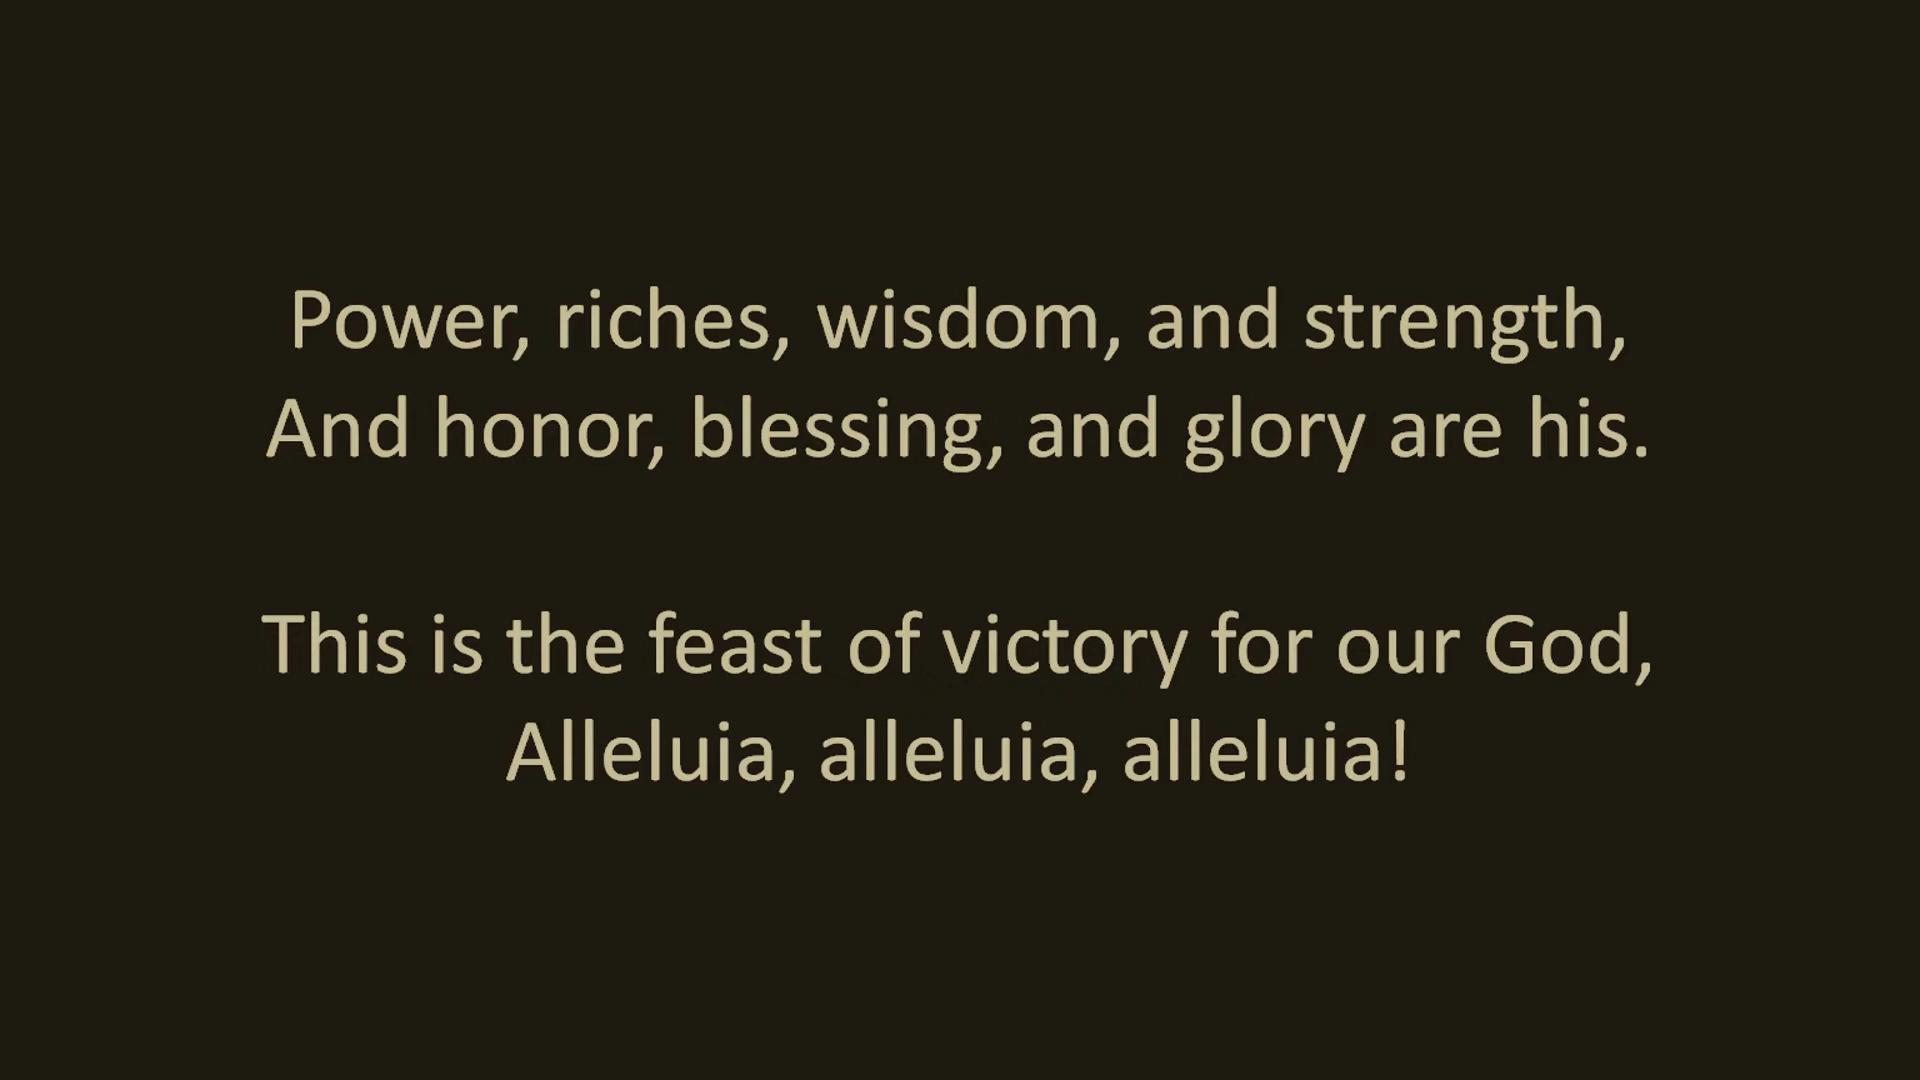 Power, riches, wisdom, and strength,
And honor, blessing, and glory are his.
This is the feast of victory for our God,
Alleluia, alleluia, alleluia!